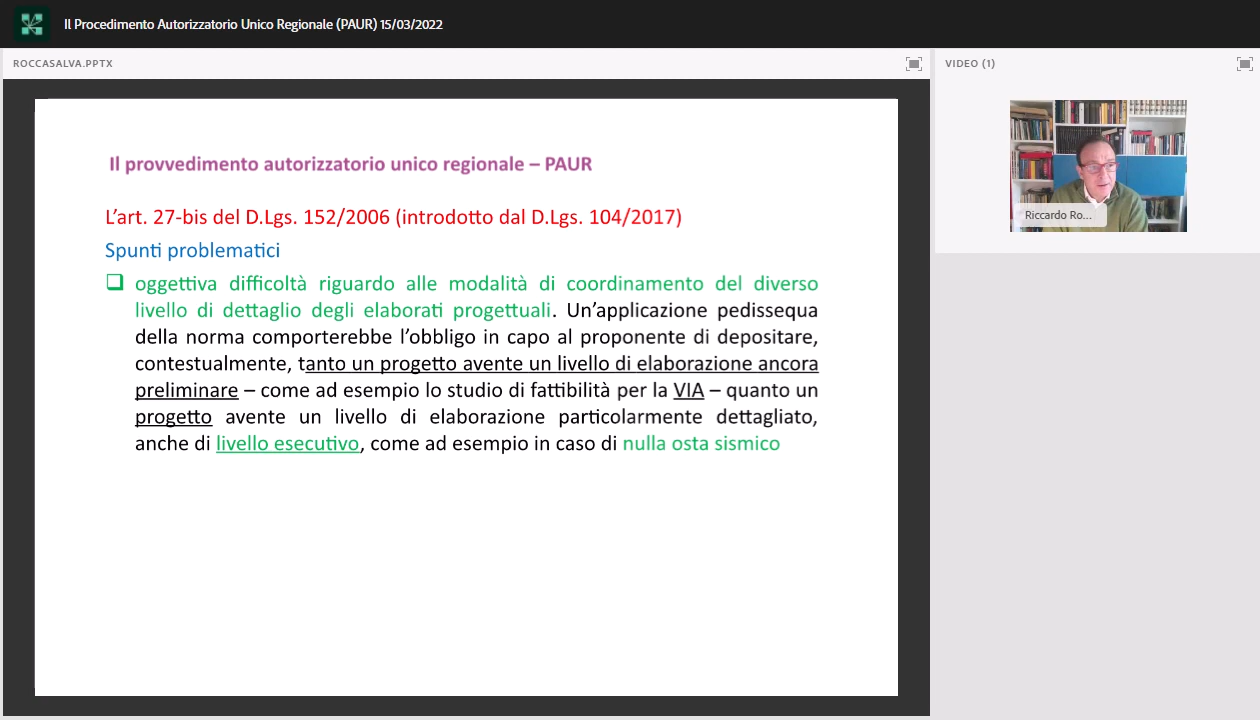 Il Procedimento Autorizzatorio Unico Regionale (PAUR) 15/03/2022
ROCCASALVA.PPTX
VIDEO (1)
Il provvedimento autorizzatorio unico regionale – PAUR
L’art. 27-bis del D.Lgs. 152/2006 (introdotto dal D.Lgs. 104/2017)
Spunti problematici
❑ oggettiva difficoltà riguardo alle modalità di coordinamento del diverso
livello di dettaglio degli elaborati progettuali. Un’applicazione pedissequa
della norma comporterebbe l’obbligo in capo al proponente di depositare,
contestualmente, tanto un progetto avente un livello di elaborazione ancora
preliminare – come ad esempio lo studio di fattibilità per la VIA – quanto un
progetto avente un livello di elaborazione particolarmente dettagliato,
anche di livello esecutivo, come ad esempio in caso di nulla osta sismico
Riccardo Ro...